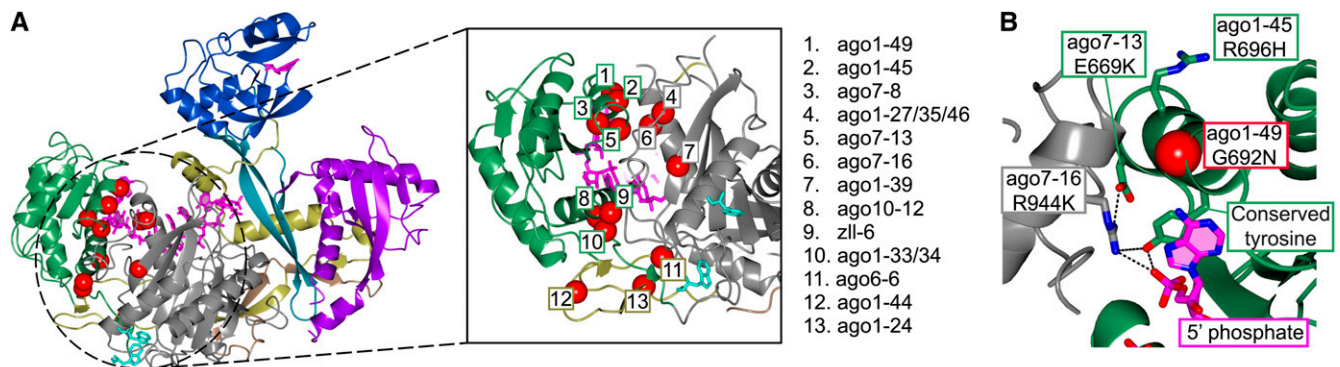 A
1
2
3
4
5
6
7
8
9
10
11
12
13
1. ago1-49
2. ago1-45
3. ago7-8
4. ago1-27/35/46
5. ago7-13
6. ago7-16
7. ago1-39
8. ago10-12
9. zll-6
10. ago1-33/34
11. ago6-6
12. ago1-44
13. ago1-24
B
ago1-45
R696H
ago7-13
E669K
ago1-49
G692N
ago7-16
R944K
Conserved
tyrosine
5' phosphate